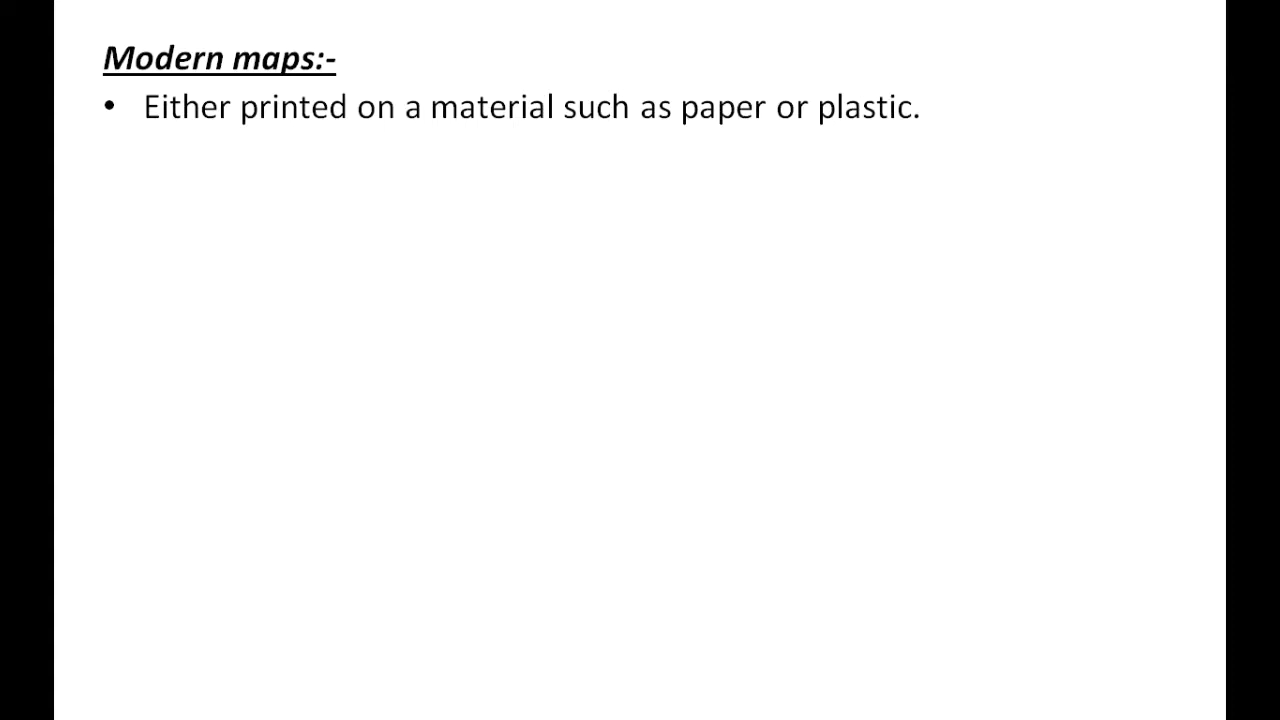 Modern maps:-
• Either printed on a material such as paper or plastic.